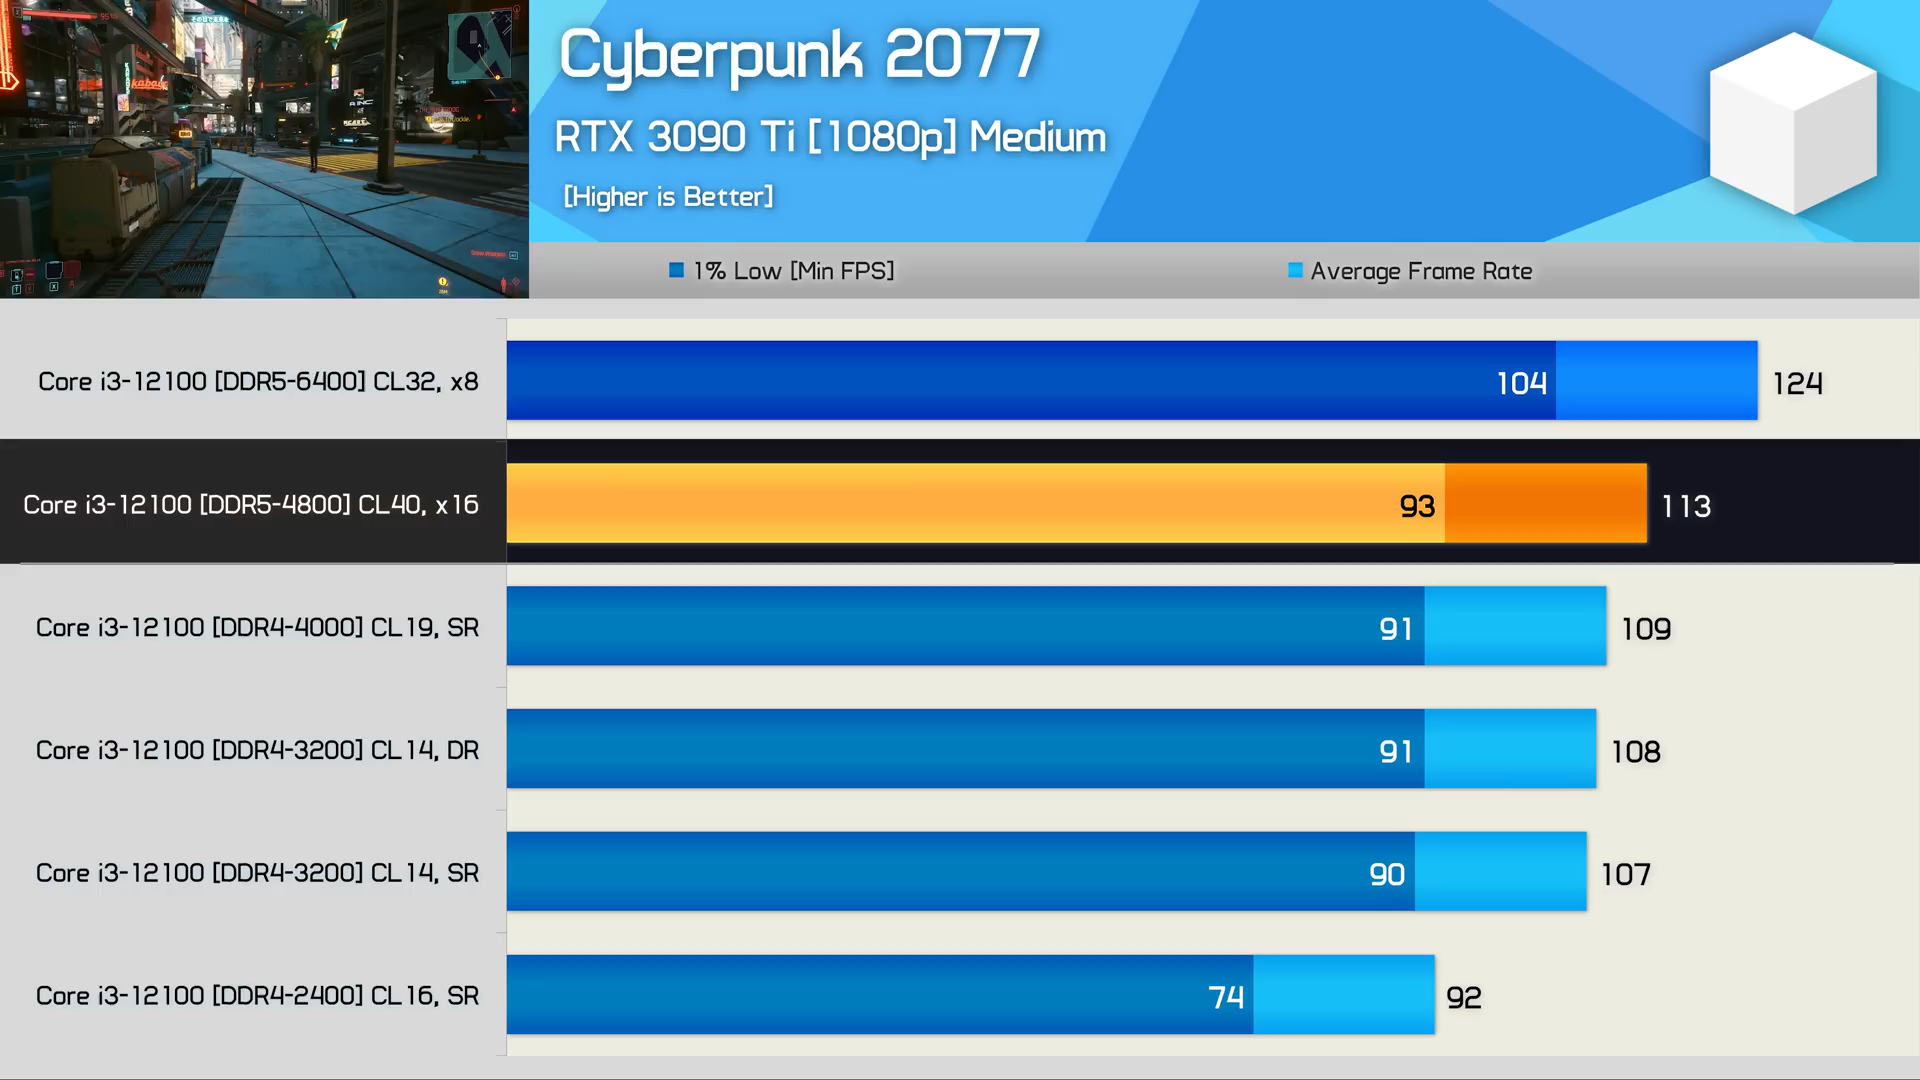 Cyberpunk 2077
RTX 3090 Ti [1080p] Medium
[Higher is Better]
1% Low [Min FPS]
Average Frame Rate
Core i3-12100 [DDR5-6400] CL32, x8
104
124
Core i3-12100 [DDR5-4800] CL40, x16
93
113
Core i3-12100 [DDR4-4000] CL19, SR
91
109
Core i3-12100 [DDR4-3200] CL14, DR
91
108
Core i3-12100 [DDR4-3200] CL14, SR
90
107
Core i3-12100 [DDR4-2400] CL16, SR
74
92